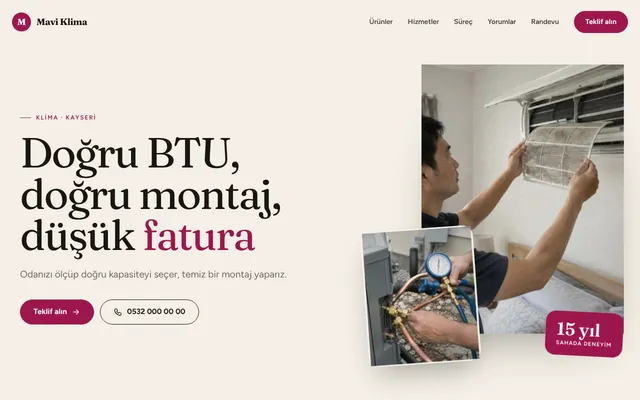 M Mavi Klima
Ürünler Hizmetler Süreç Yorumlar Randevu Teklif alın
KLİMA · KAYSERİ
Doğru BTU,
doğru montaj,
düşük fatura
Odanızı ölçüp doğru kapasiteyi seçer, temiz bir montaj yaparız.
Teklif alın → 0532 000 00 00
15 yıl
SAHADA DENEYİM